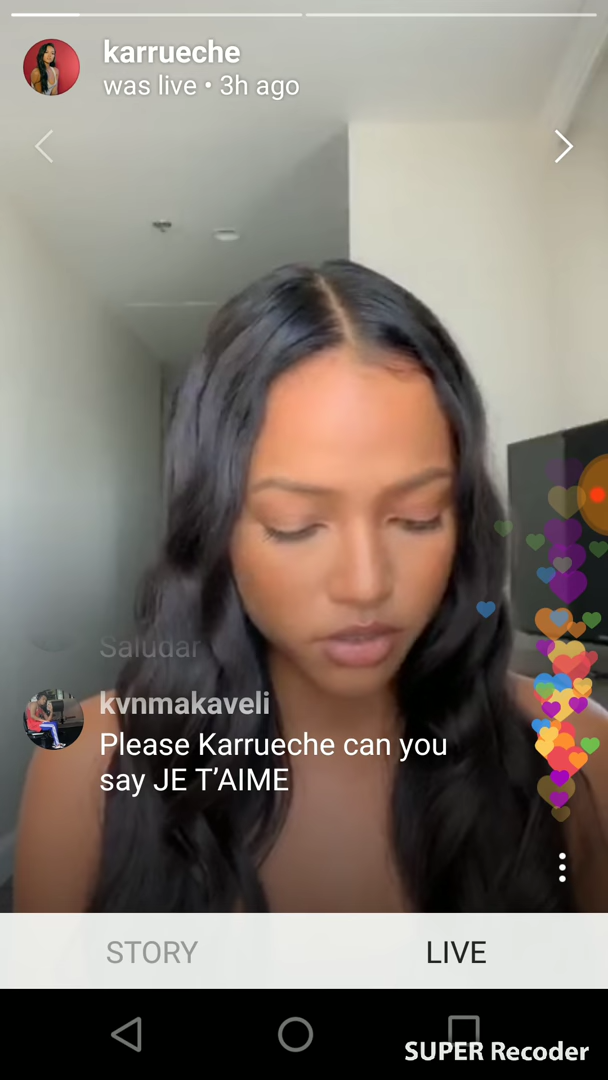 karrueche
was live • 3h ago
Saludar
kvnmakaveli
Please Karrueche can you
say JE T'AIME
STORY
LIVE
SUPER Recoder